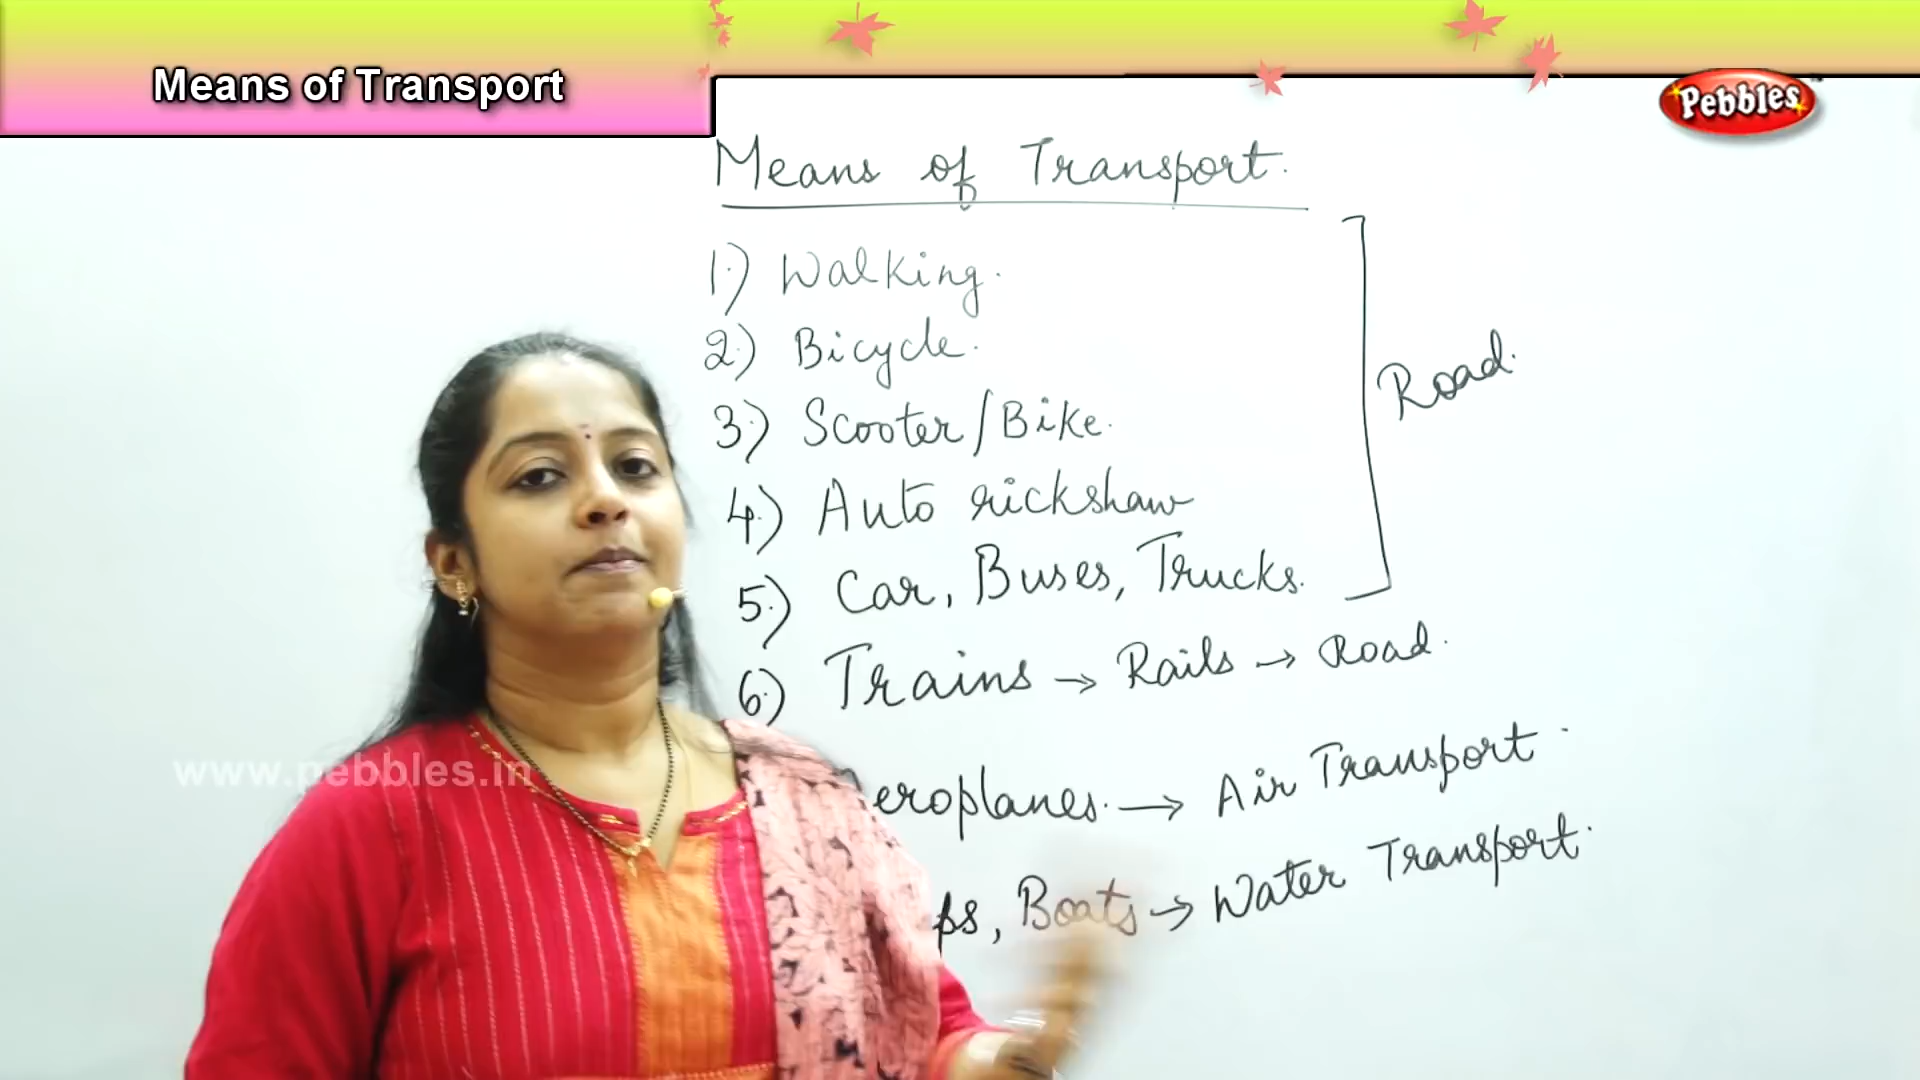 Means of Transport
Pebbles
Means of Transport.
1.) Walking.
2.) Bicycle.
3.) Scooter/Bike.
4.) Auto rickshaw
5.) Car, Buses, Trucks.
Road.
6.) Trains → Rails → Road.
eroplanes. → Air Transport.
ps, Boats → Water Transport.
www.pebbles.in